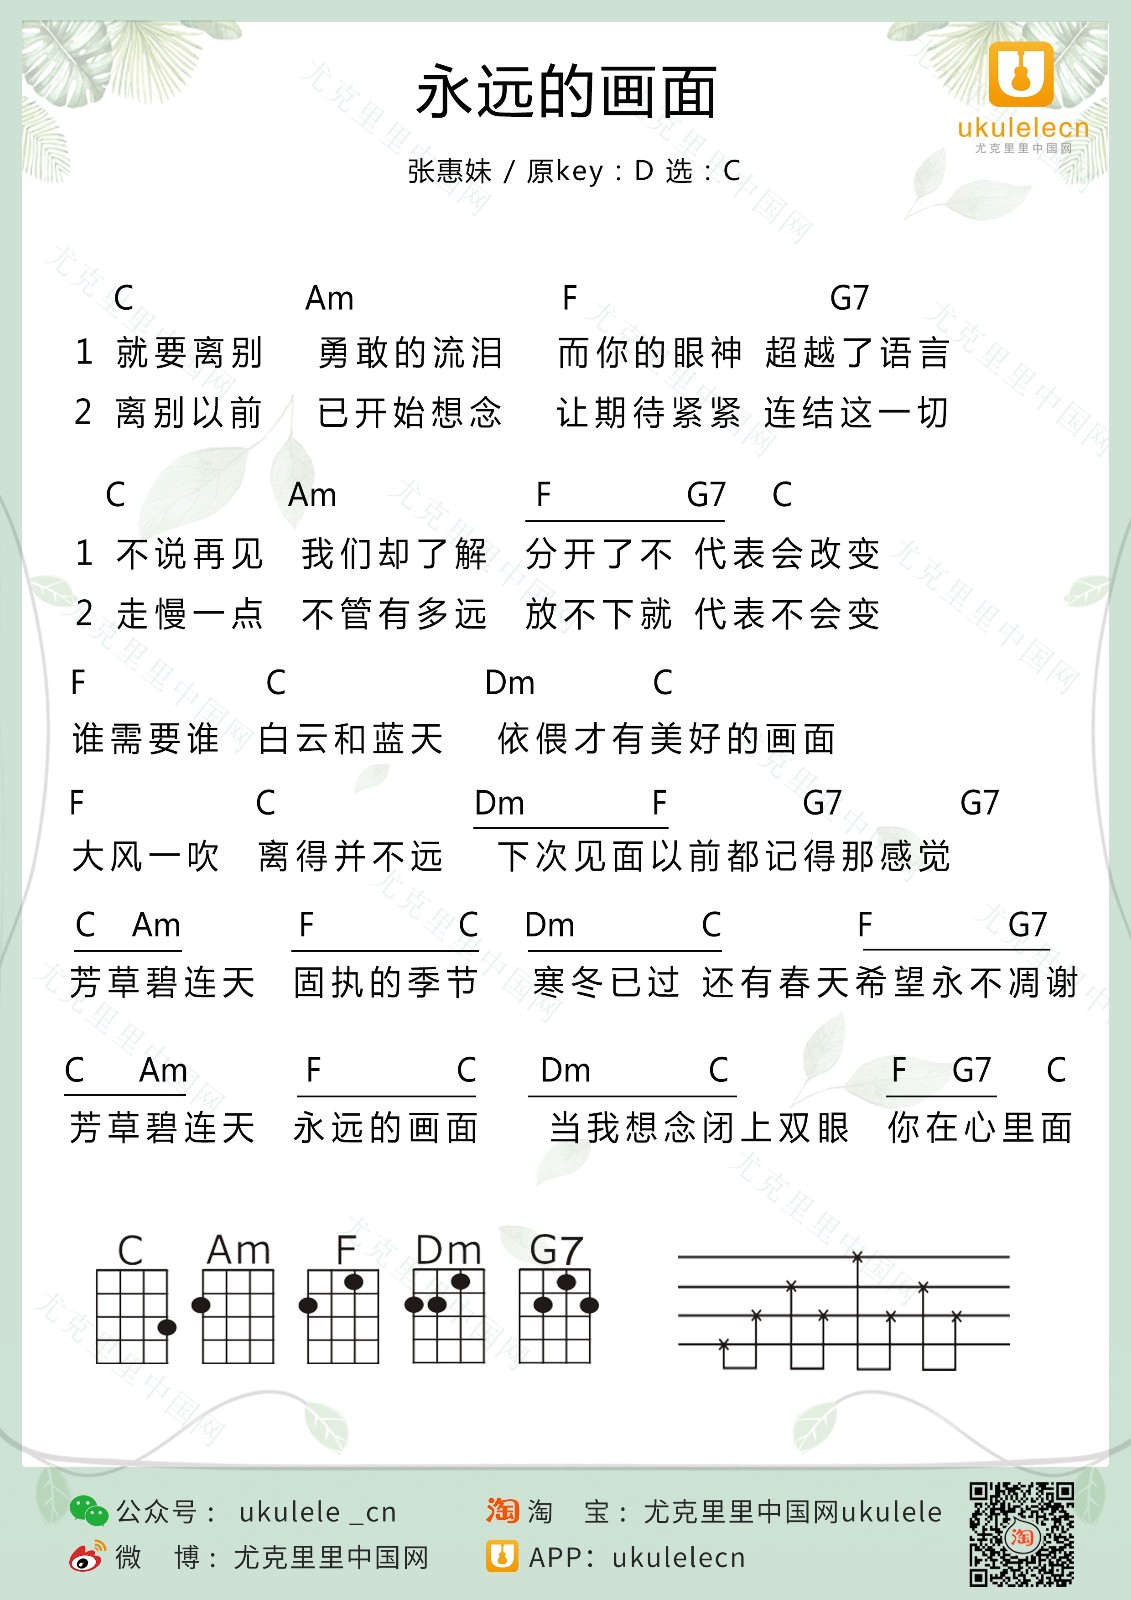 永远的画面
ukulelecn
尤克里里中国网
张惠妹 / 原key：D 选：C
C Am F G7
1 就要离别 勇敢的流泪 而你的眼神 超越了语言
2 离别以前 已开始想念 让期待紧紧 连结这一切
C Am F G7 C
1 不说再见 我们却了解 分开了不 代表会改变
2 走慢一点 不管有多远 放不下就 代表不会变
F C Dm C
谁需要谁 白云和蓝天 依偎才有美好的画面
F C Dm F G7 G7
大风一吹 离得并不远 下次见面以前都记得那感觉
C Am F C Dm C F G7
芳草碧连天 固执的季节 寒冬已过 还有春天希望永不凋谢
C Am F C Dm C F G7 C
芳草碧连天 永远的画面 当我想念闭上双眼 你在心里面
C Am F Dm G7
公众号： ukulele _cn 淘 淘 宝：尤克里里中国网ukulele
微 博：尤克里里中国网 APP：ukulelecn
淘